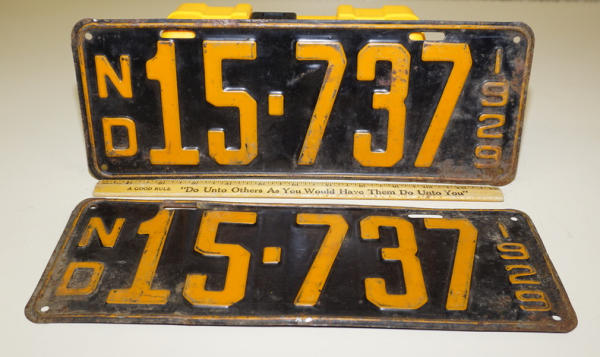 ND 15·737 1929
A GOOD RULE "Do Unto Others As You Would Have Them Do Unto You"
ND 15·737 1929